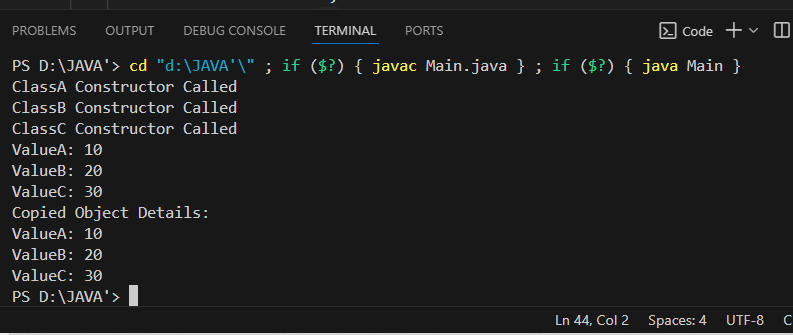 PROBLEMS OUTPUT DEBUG CONSOLE TERMINAL PORTS Code
PS D:\JAVA'> cd "d:\JAVA'\" ; if ($?) { javac Main.java } ; if ($?) { java Main }
ClassA Constructor Called
ClassB Constructor Called
ClassC Constructor Called
ValueA: 10
ValueB: 20
ValueC: 30
Copied Object Details:
ValueA: 10
ValueB: 20
ValueC: 30
PS D:\JAVA'>
Ln 44, Col 2 Spaces: 4 UTF-8 C